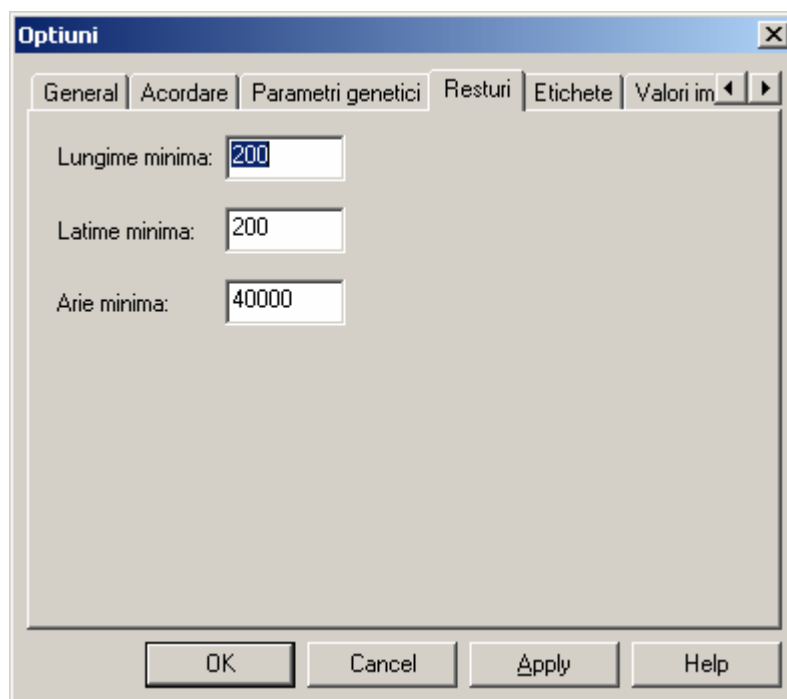 Optiuni
General Acordare Parametri genetici Resturi Etichete Valori im
Lungime minima: 200
Latime minima: 200
Arie minima: 40000
OK Cancel Apply Help